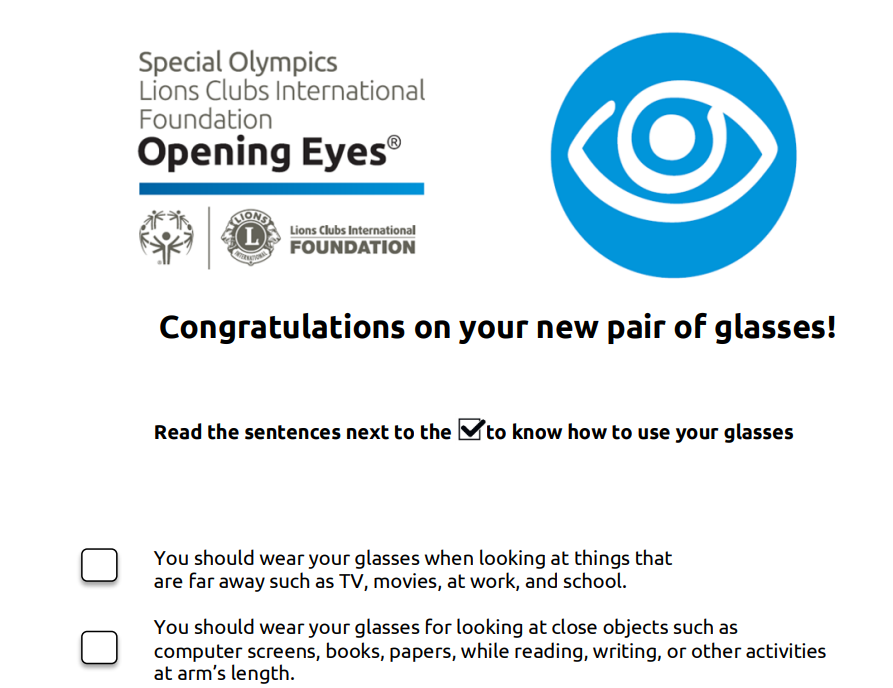 Special Olympics
Lions Clubs International
Foundation
Opening Eyes®
LIONS
L
INTERNATIONAL
Lions Clubs International
FOUNDATION
Congratulations on your new pair of glasses!
Read the sentences next to the to know how to use your glasses
You should wear your glasses when looking at things that
are far away such as TV, movies, at work, and school.
You should wear your glasses for looking at close objects such as
computer screens, books, papers, while reading, writing, or other activities
at arm’s length.